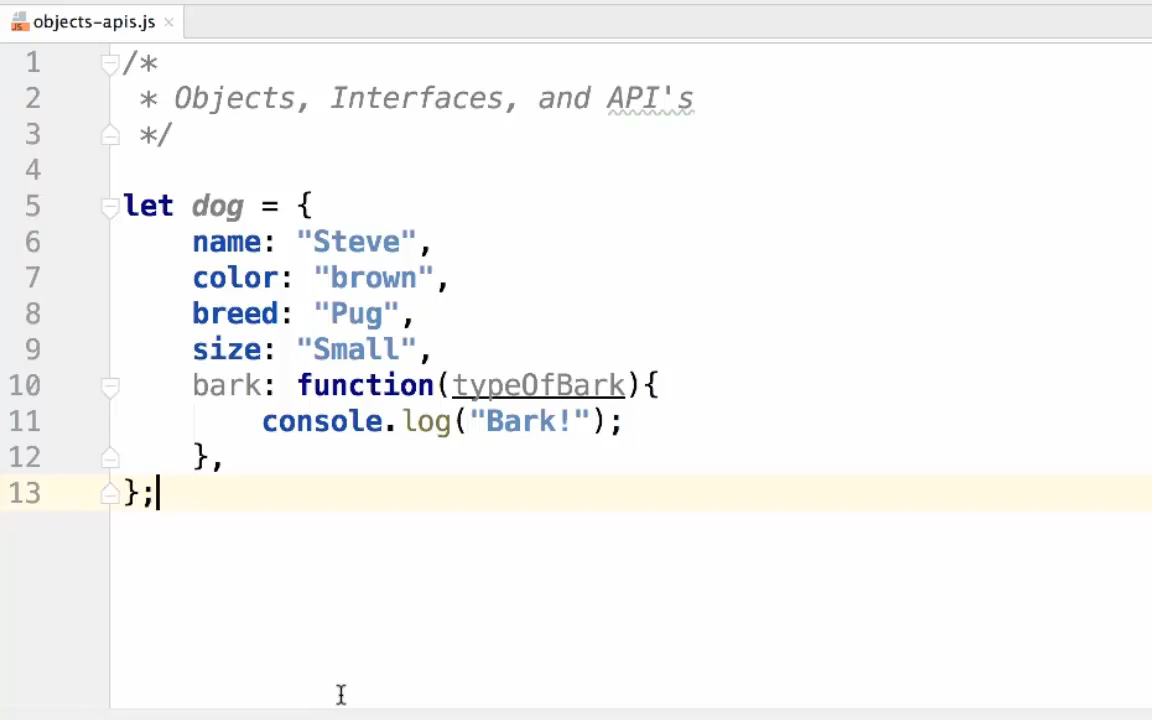 objects-apis.js
1 /*
2  * Objects, Interfaces, and API's
3  */
4
5 let dog = {
6     name: "Steve",
7     color: "brown",
8     breed: "Pug",
9     size: "Small",
10     bark: function(typeOfBark){
11         console.log("Bark!");
12     },
13 };